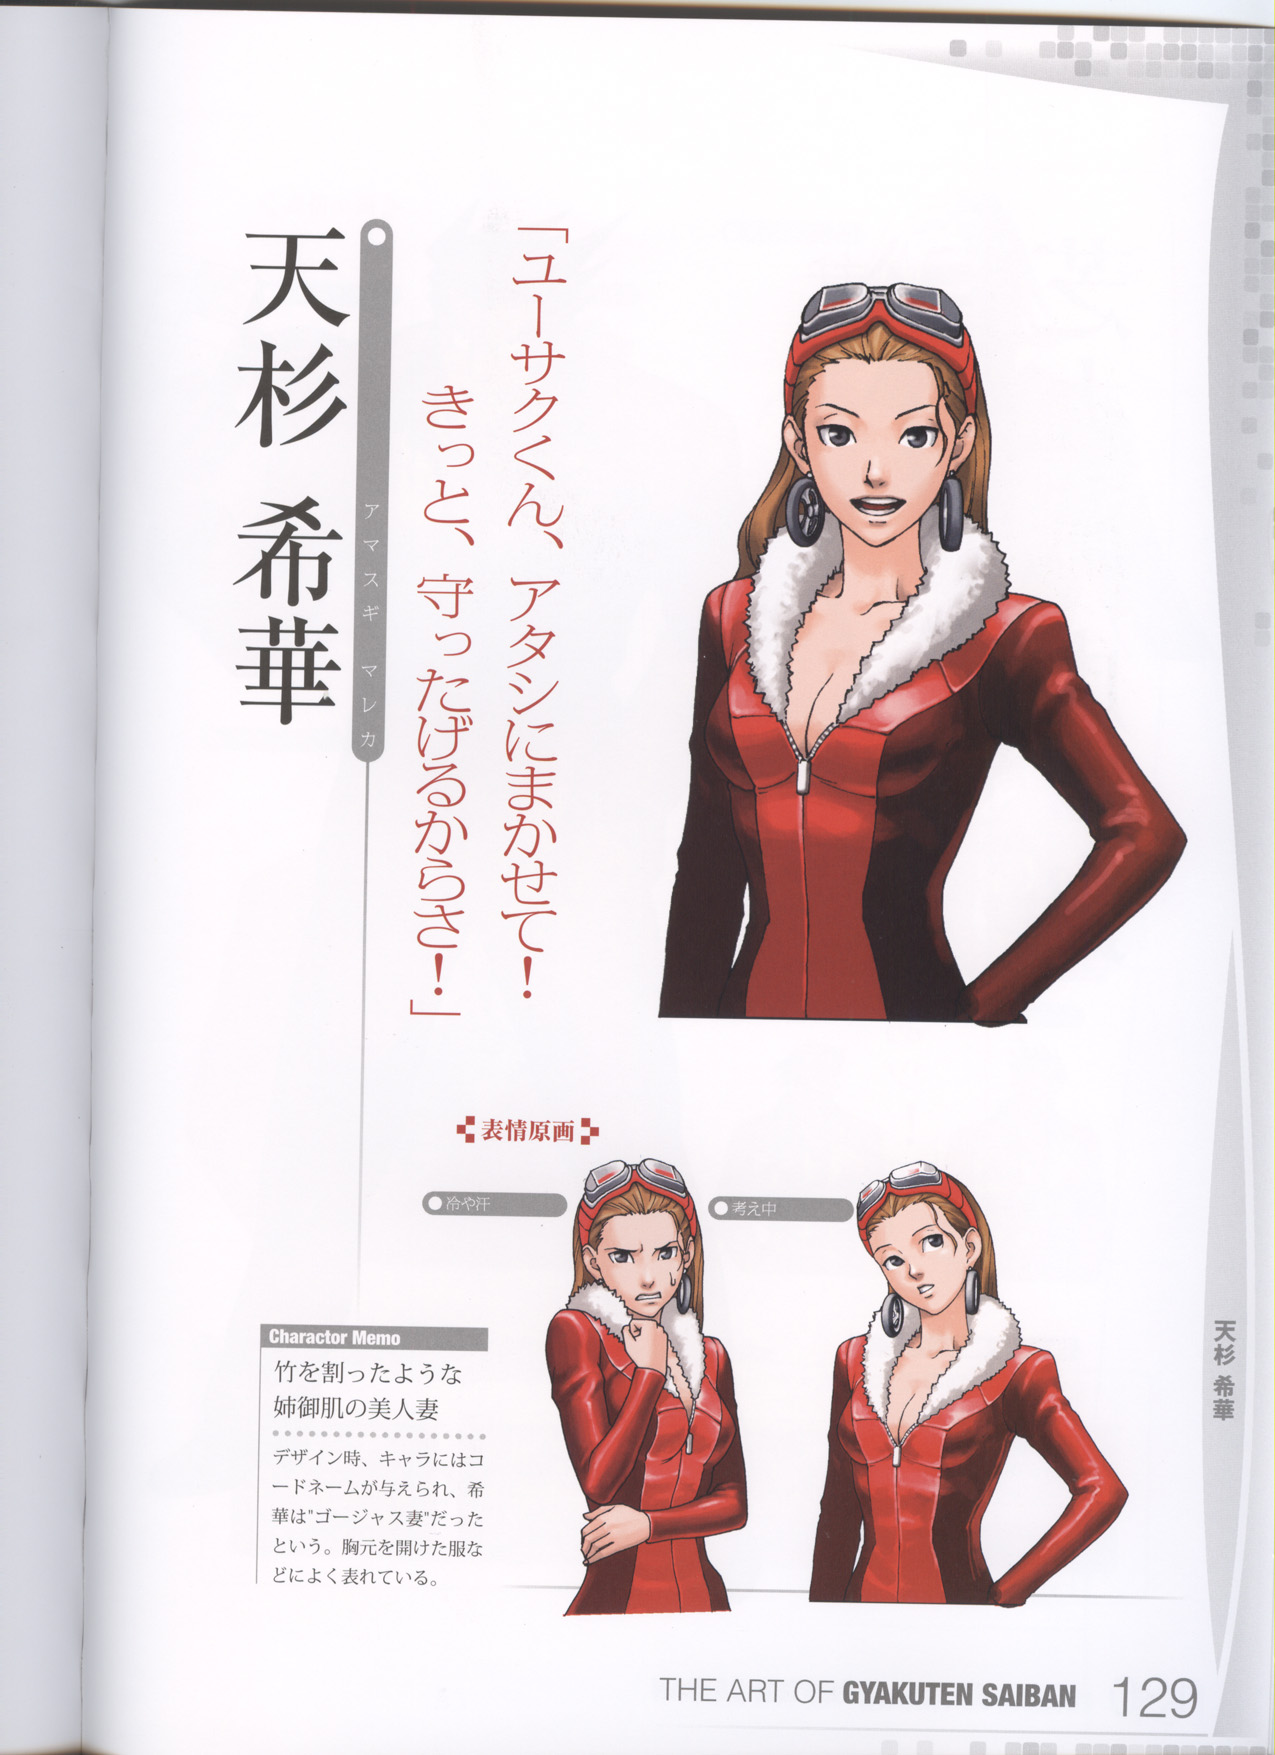 「ユーサクくん、アタシにまかせて！
きっと、守ったげるからさ！」
天杉 希華
アマスギ マレカ
表情原画
冷や汗
考え中
Charactor Memo
竹を割ったような
姉御肌の美人妻
デザイン時、キャラにはコ
ードネームが与えられ、希
華は"ゴージャス妻"だった
という。胸元を開けた服な
どによく表れている。
天杉 希華
THE ART OF GYAKUTEN SAIBAN 129